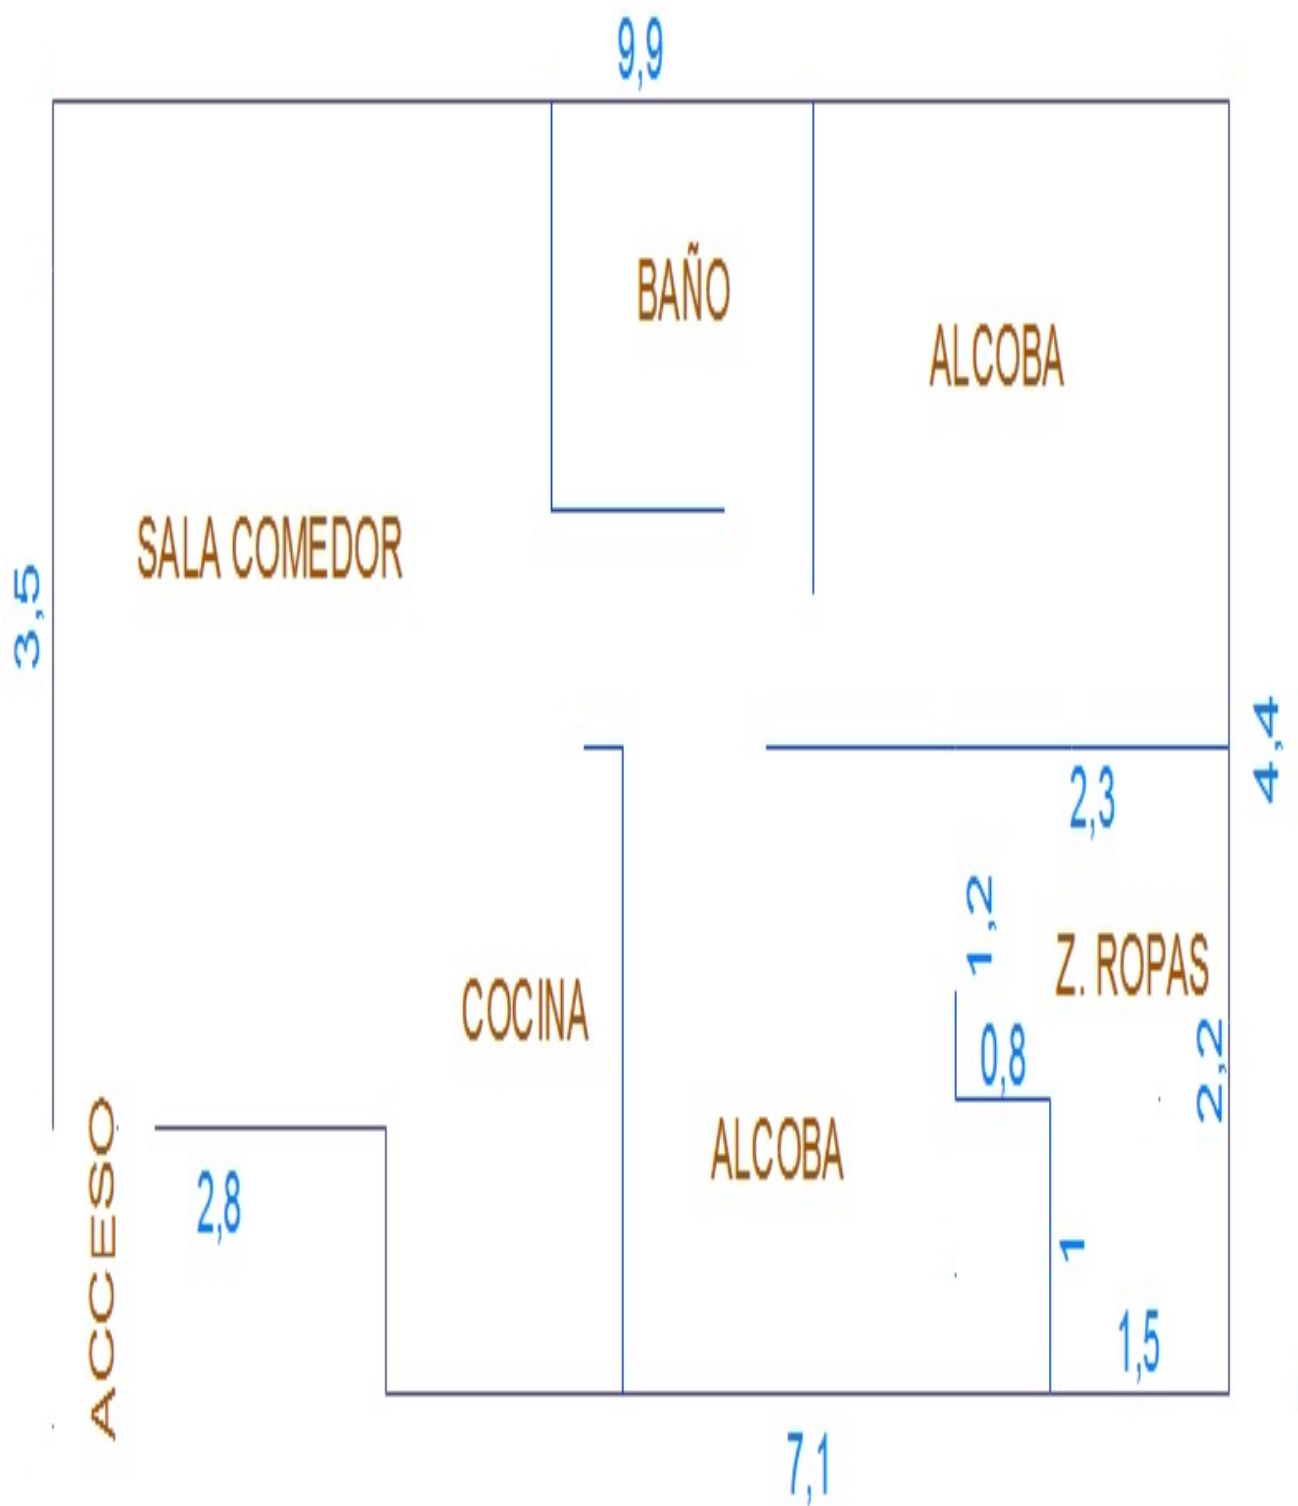 9,9
BAÑO
ALCOBA
SALA COMEDOR
3,5
4,4
2,3
1,2
Z. ROPAS
COCINA
0,8
2,2
ACCESO
ALCOBA
2,8
1
1,5
7,1